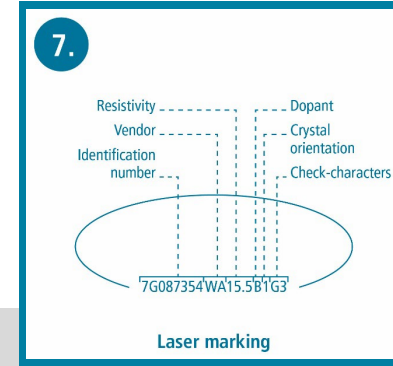 7.
Resistivity
Dopant
Vendor
Crystal
orientation
Identification
number
Check-characters
7G087354WA15.5B1G3
Laser marking